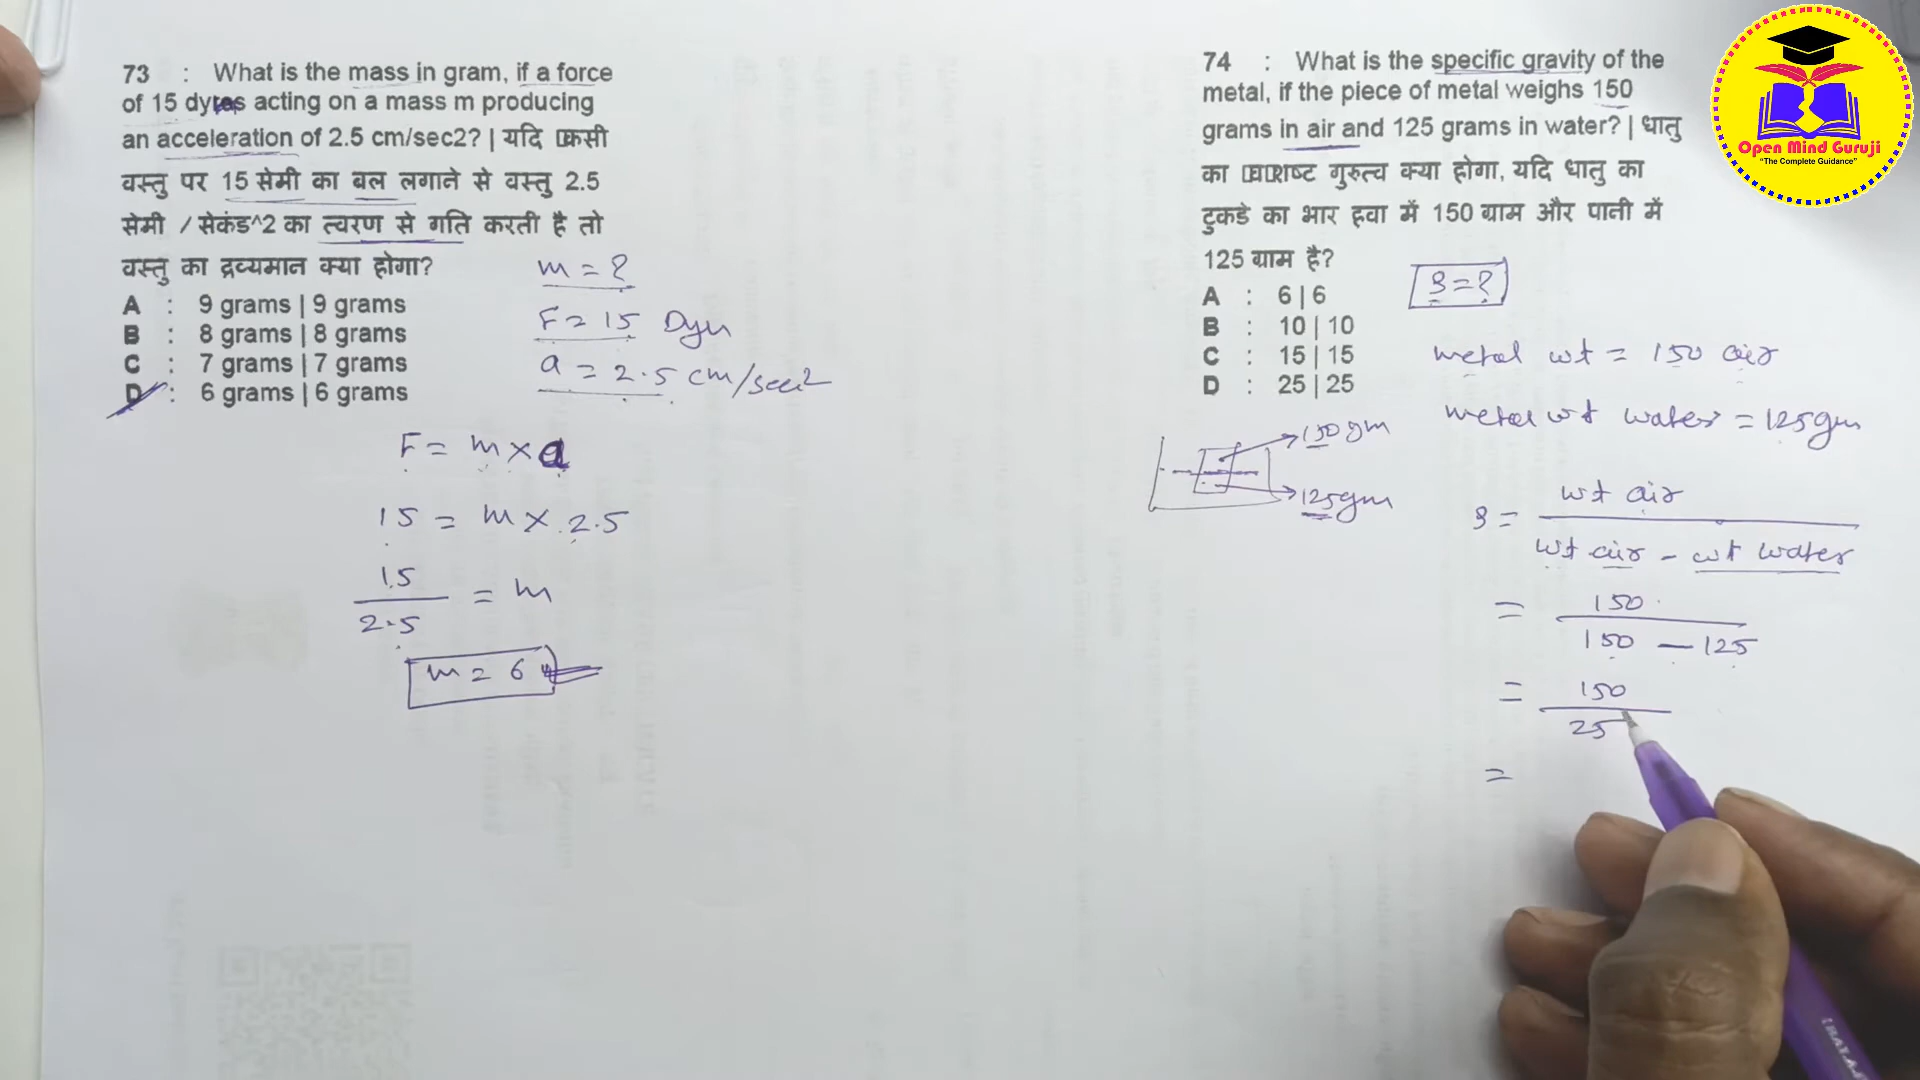 73 : What is the mass in gram, if a force
of 15 dynes acting on a mass m producing
an acceleration of 2.5 cm/sec2? | यदि किसी
वस्तु पर 15 सेमी का बल लगाने से वस्तु 2.5
सेमी / सेकंड^2 का त्वरण से गति करती है तो
वस्तु का द्रव्यमान क्या होगा?
A : 9 grams | 9 grams
B : 8 grams | 8 grams
C : 7 grams | 7 grams
D : 6 grams | 6 grams
m = ?
F = 15 Dyn
a = 2.5 cm/sec2
F = m × a
15 = m × 2.5
15
2.5
= m
m = 6
74 : What is the specific gravity of the
metal, if the piece of metal weighs 150
grams in air and 125 grams in water? | धातु
का विशिष्ट गुरुत्व क्या होगा, यदि धातु का
टुकडे का भार हवा में 150 ग्राम और पानी में
125 ग्राम है?
A : 6 | 6
B : 10 | 10
C : 15 | 15
D : 25 | 25
S = ?
metal wt = 150 air
metal wt water = 125gm
150 gm
125gm
S = wt air
wt air - wt water
= 150
150 - 125
= 150
25
=
Open Mind Guruji
"The Complete Guidance"